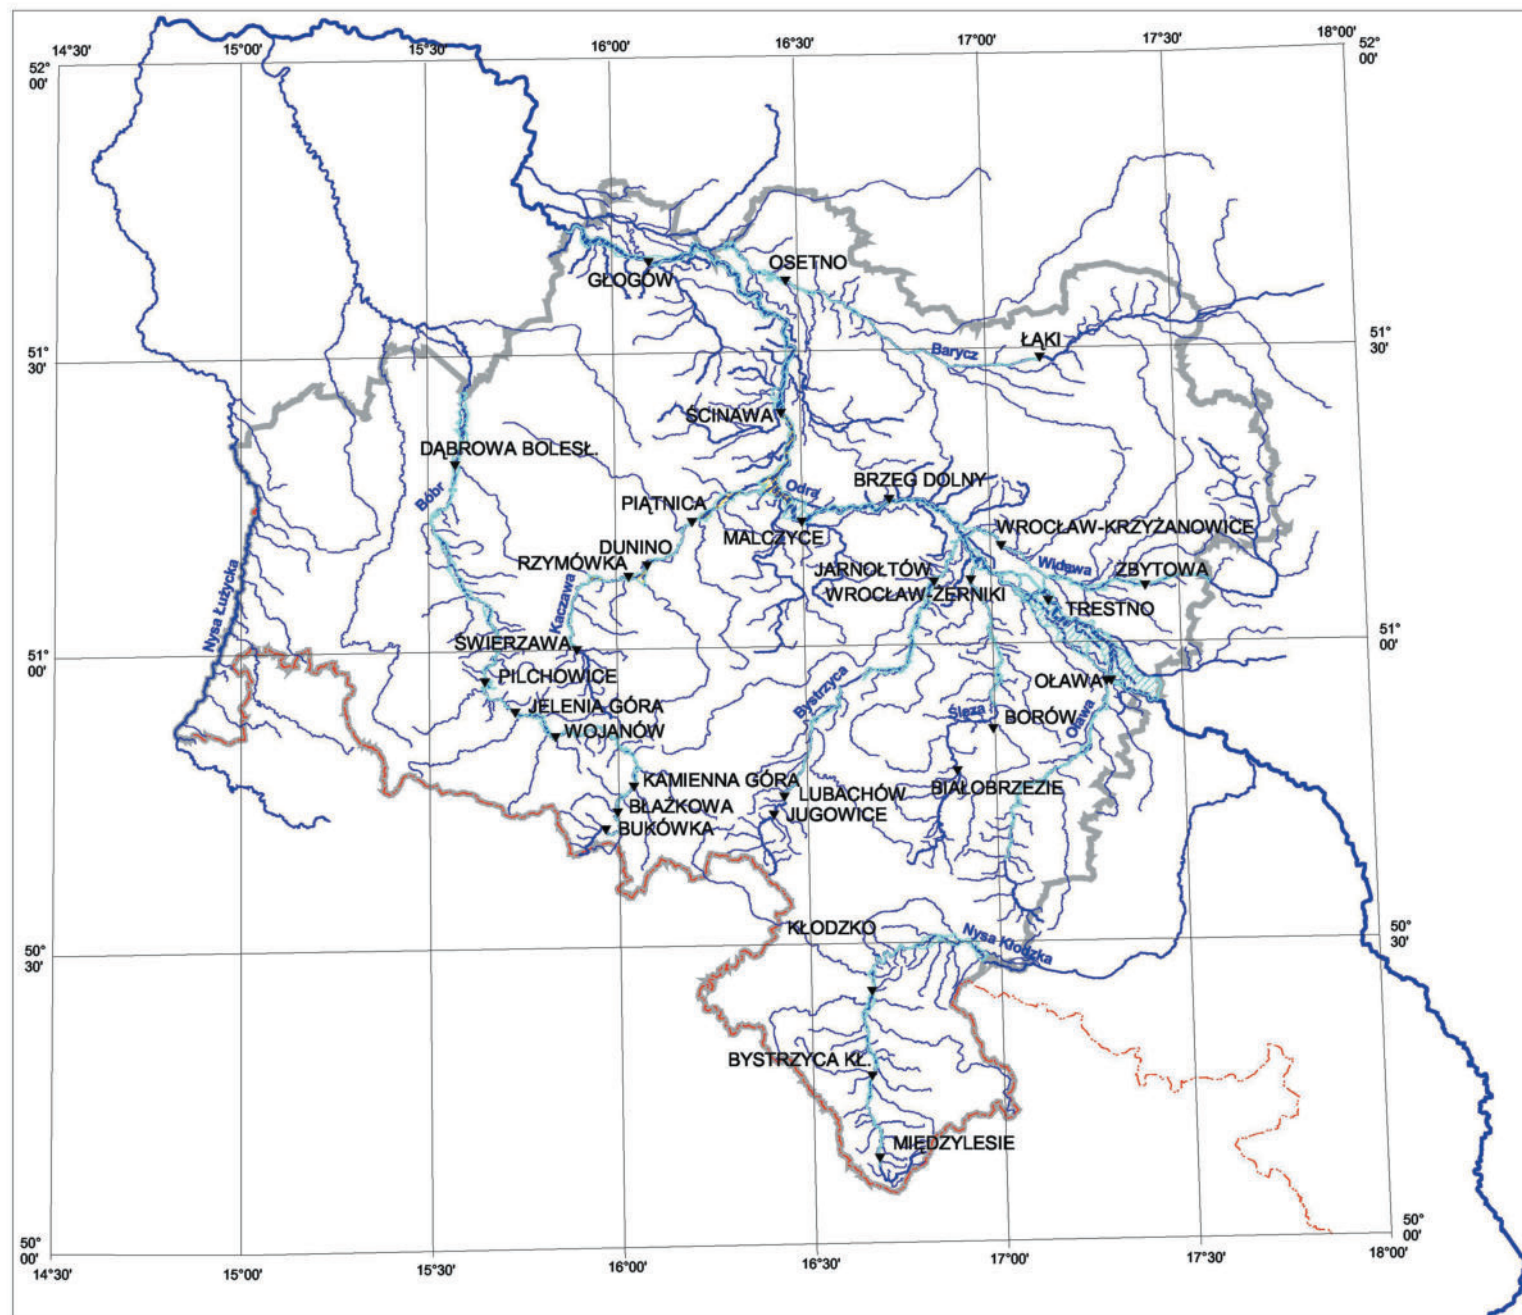 14°30'
15°00'
15°30'
16°00'
16°30'
17°00'
17°30'
18°00'
52°
00'
52°
00'
OSETNO
GŁOGÓW
51°
30'
51°
30'
ŁĄKI
Barycz
ŚCINAWA
DĄBROWA BOLESŁ.
Bóbr
BRZEG DOLNY
Odra
PIĄTNICA
MALCZYCE
WROCŁAW-KRZYŻANOWICE
DUNINO
RZYMÓWKA
JARNOŁTÓW
Widawa
ZBYTOWA
WROCŁAW-ŻERNIKI
TRESTNO
Nysa Łużycka
Kaczawa
ŚWIERZAWA
51°
00'
51°
00'
PILCHOWICE
OŁAWA
JELENIA GÓRA
Bystrzyca
Ślęza
BORÓW
Oława
WOJANÓW
KAMIENNA GÓRA
LUBACHÓW
BIAŁOBRZEZIE
BŁAŻKOWA
JUGOWICE
BUKÓWKA
KŁODZKO
Nysa Kłodzka
50°
30'
50°
30'
BYSTRZYCA KŁ.
MIĘDZYLESIE
50°
00'
50°
00'
14°30'
15°00'
15°30'
16°00'
16°30'
17°00'
17°30'
18°00'